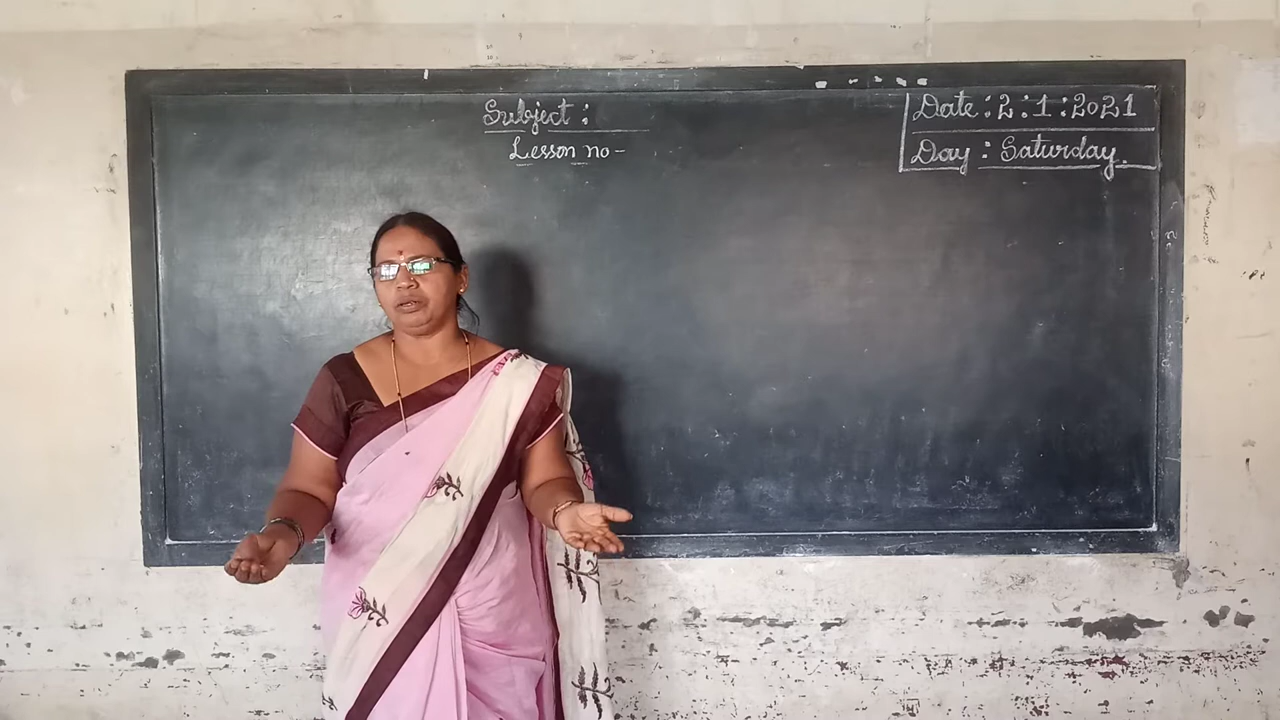 Subject :
Lesson no-
Date : 2 : 1 : 2021
Day : Saturday.